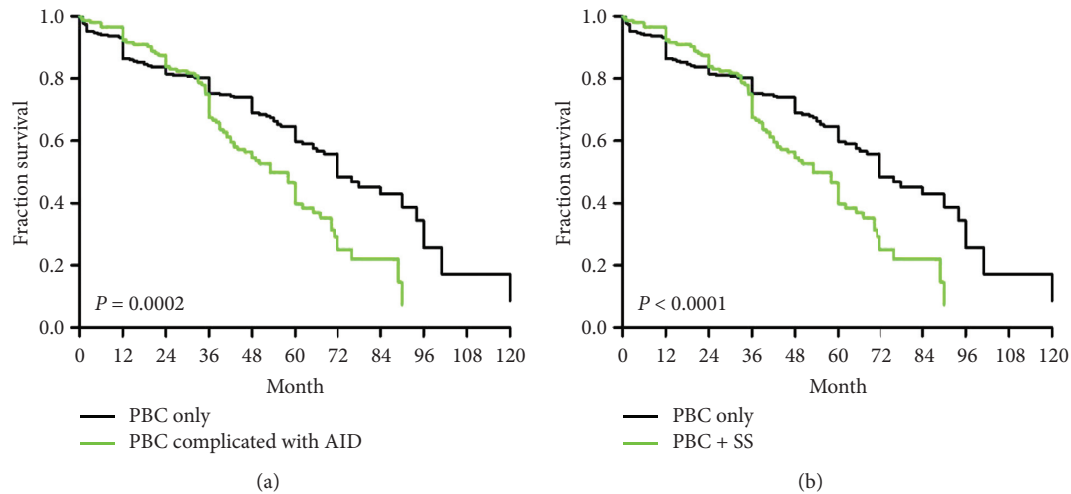 1.0
0.8
0.6
0.4
0.2
0.0
Fraction survival
P = 0.0002
0 12 24 36 48 60 72 84 96 108 120
Month
PBC only
PBC complicated with AID
(a)
1.0
0.8
0.6
0.4
0.2
0.0
Fraction survival
P < 0.0001
0 12 24 36 48 60 72 84 96 108 120
Month
PBC only
PBC + SS
(b)